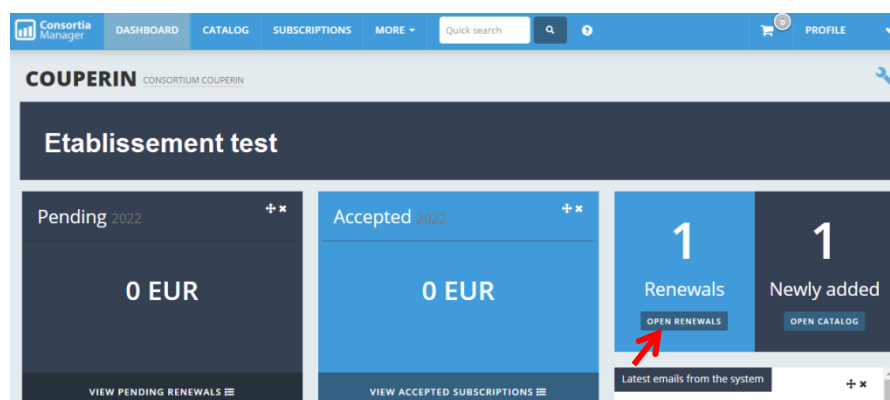 Consortia
Manager
DASHBOARD
CATALOG
SUBSCRIPTIONS
MORE
Quick search
0
PROFILE
COUPERIN CONSORTIUM COUPERIN
Etablissement test
Pending 2022
0 EUR
VIEW PENDING RENEWALS
Accepted 2022
0 EUR
VIEW ACCEPTED SUBSCRIPTIONS
1
Renewals
OPEN RENEWALS
1
Newly added
OPEN CATALOG
Latest emails from the system